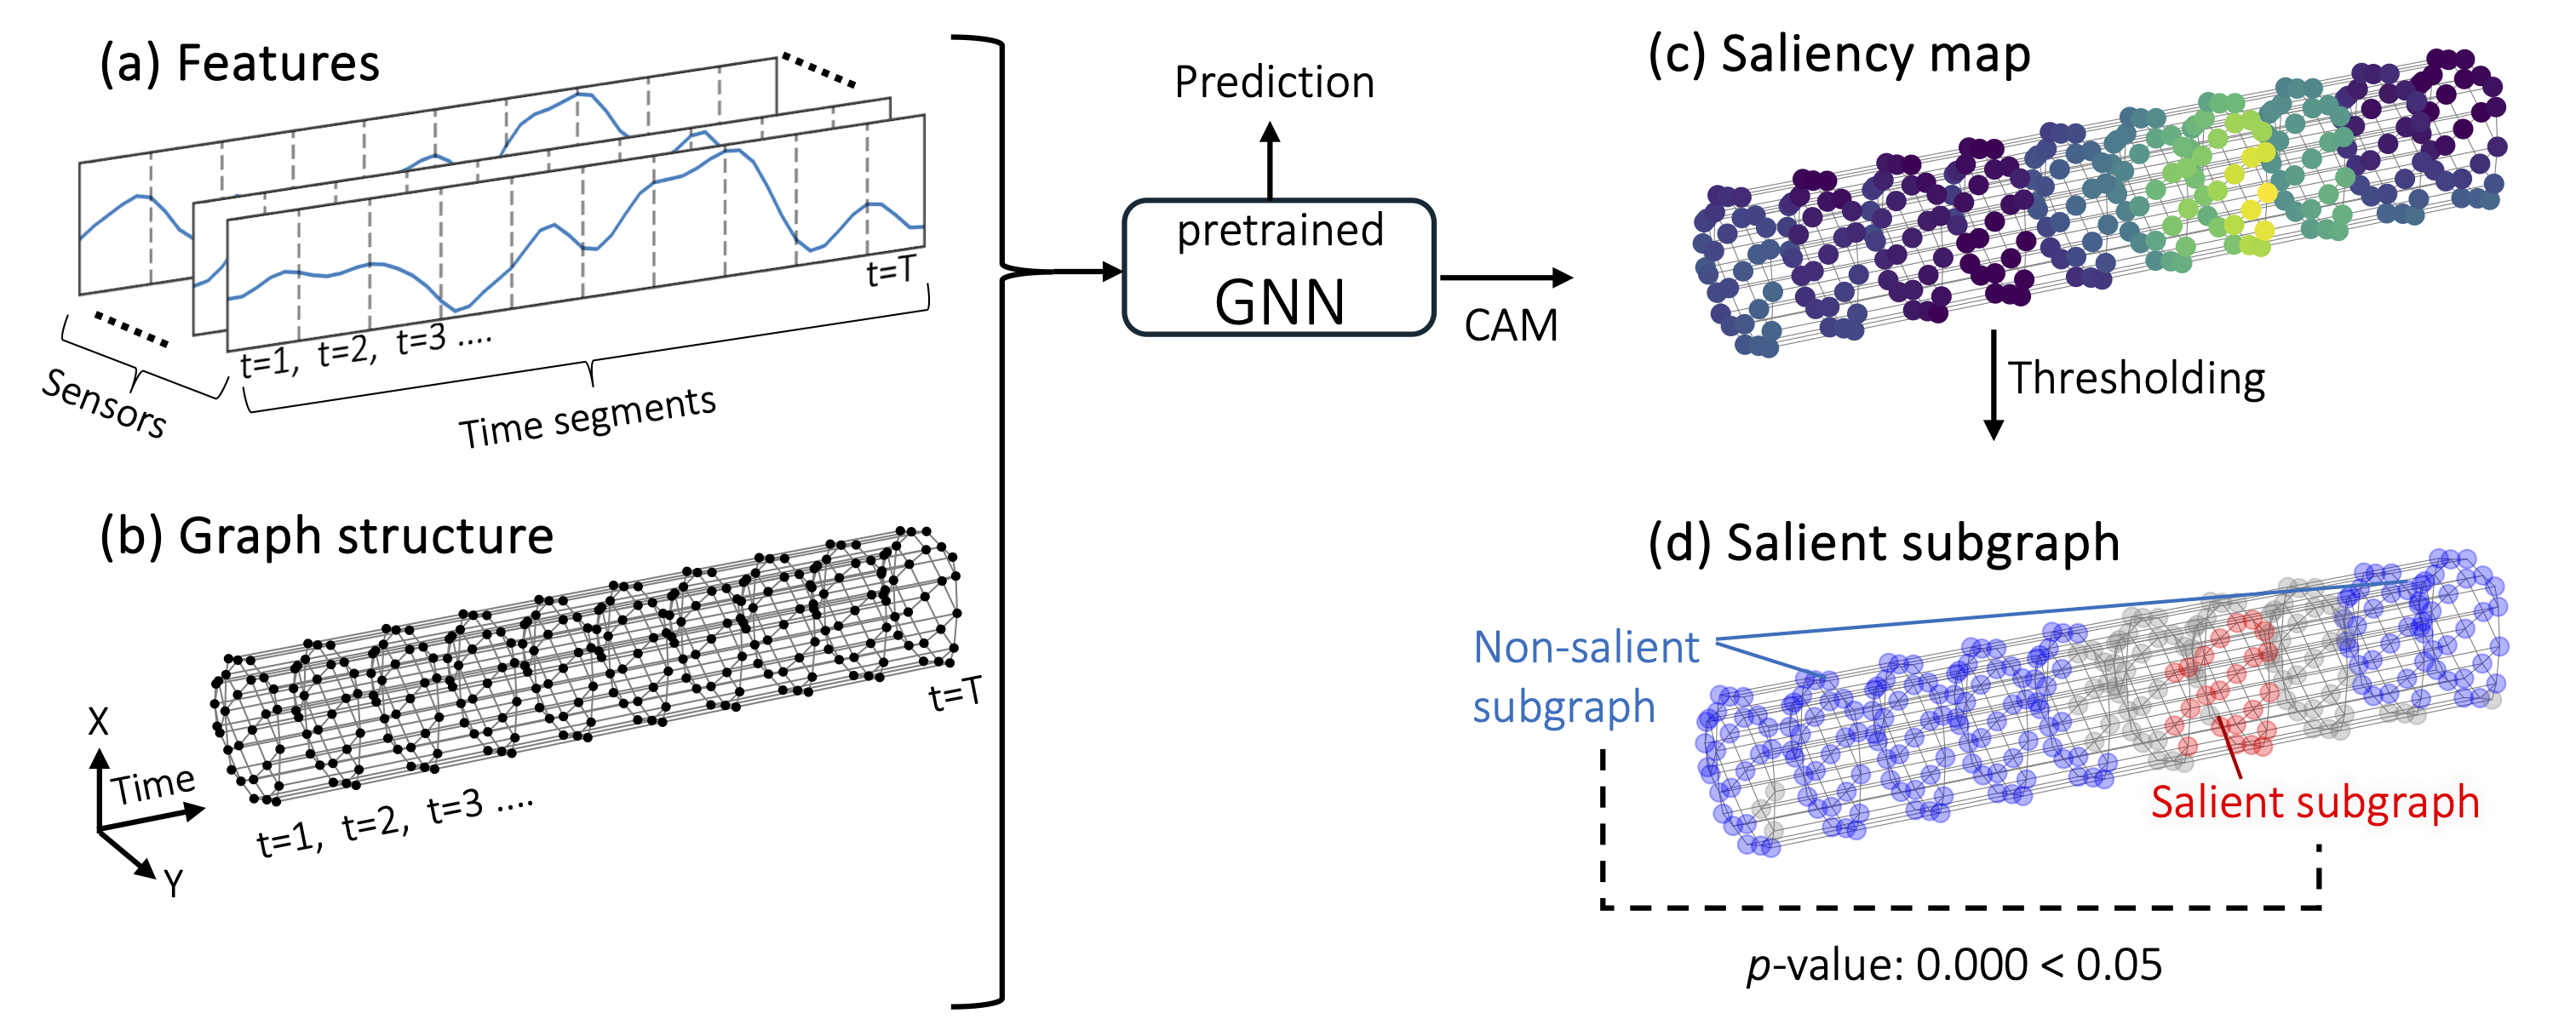 (a) Features
t=T
t=1, t=2, t=3 ....
Sensors
Time segments
(b) Graph structure
X
Time
Y
t=1, t=2, t=3 ....
t=T
Prediction
pretrained
GNN
CAM
(c) Saliency map
Thresholding
(d) Salient subgraph
Non-salient
subgraph
Salient subgraph
p-value: 0.000 < 0.05